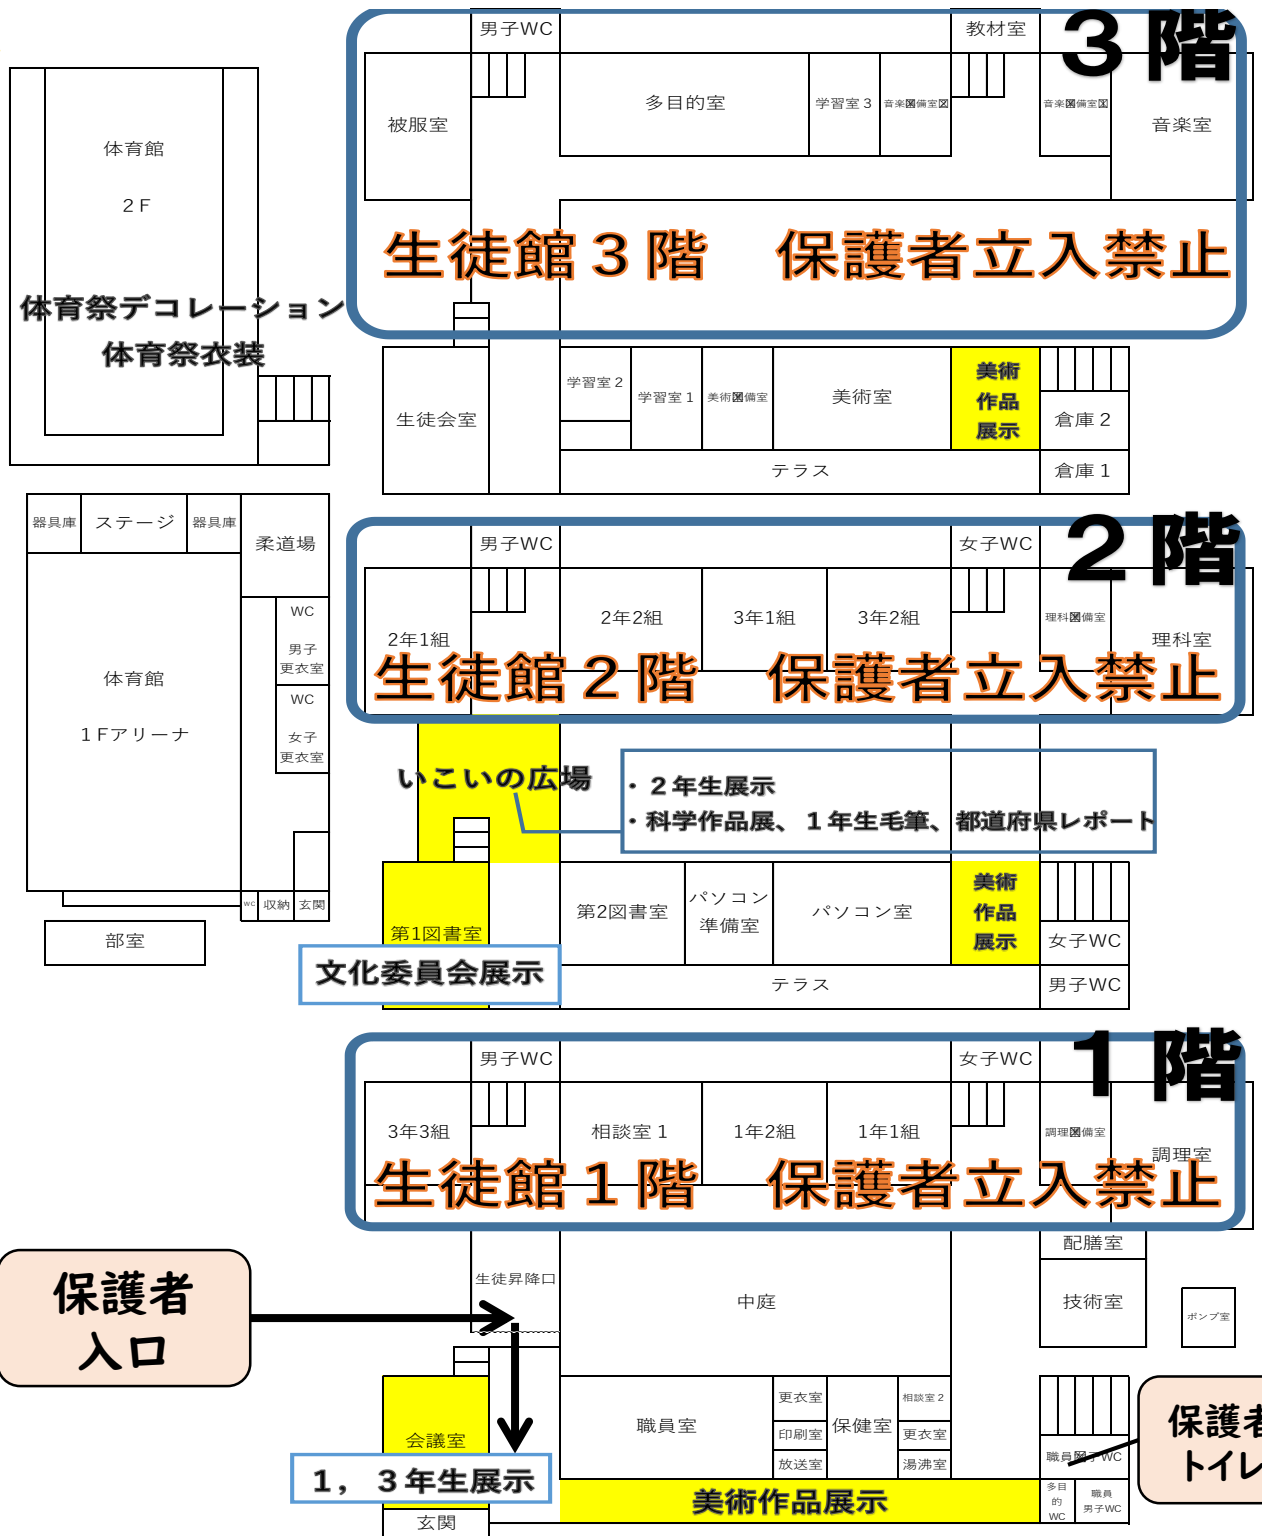 3階
男子WC
教材室
被服室
多目的室
学習室3
音楽
備室
音楽
備室
音楽室
体育館
2F
生徒館3階　保護者立入禁止
体育祭デコレーション
体育祭衣装
生徒会室
学習室2
学習室1
美術
備室
美術室
美術
作品
展示
倉庫2
倉庫1
テラス
2階
男子WC
女子WC
2年1組
2年2組
3年1組
3年2組
理科
備室
理科室
生徒館2階　保護者立入禁止
器具庫
ステージ
器具庫
柔道場
WC
男子
更衣室
WC
女子
更衣室
体育館
1Fアリーナ
WC
収納
玄関
部室
いこいの広場
・2年生展示
・科学作品展、1年生毛筆、都道府県レポート
第1図書室
文化委員会展示
第2図書室
パソコン
準備室
パソコン室
美術
作品
展示
女子WC
男子WC
テラス
1階
男子WC
女子WC
3年3組
相談室1
1年2組
1年1組
調理
備室
調理室
生徒館1階　保護者立入禁止
保護者
入口
生徒昇降口
中庭
配膳室
技術室
ポンプ室
会議室
1，3年生展示
玄関
職員室
更衣室
印刷室
放送室
保健室
相談室2
更衣室
湯沸室
美術作品展示
職員
子WC
多目
的
WC
職員
男子WC
保護者
トイレ